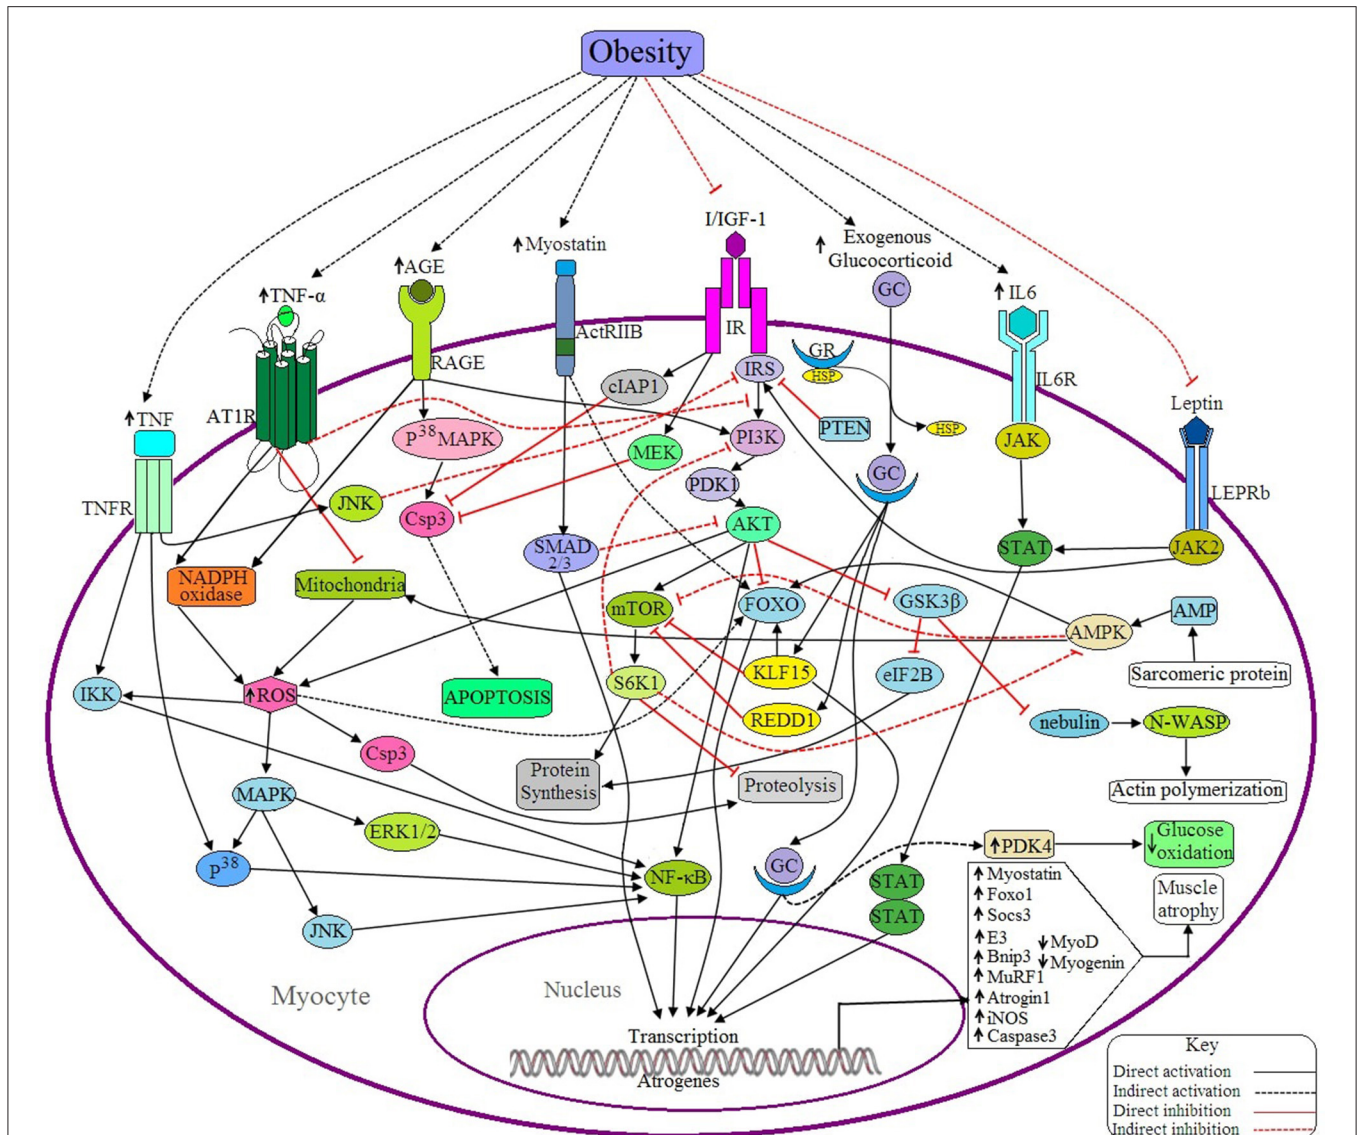 Obesity
I/IGF-1
Exogenous
Glucocorticoid
Myostatin
AGE
TNF-α
IL6
GC
IR
ActRIIB
RAGE
AT1R
TNF
TNFR
cIAP1
IRS
GR
HSP
HSP
PTEN
IL6R
JAK
Leptin
LEPRb
P38MAPK
MEK
PI3K
PDK1
GC
JNK
Csp3
AKT
STAT
JAK2
SMAD
2/3
NADPH
oxidase
Mitochondria
mTOR
FOXO
GSK3β
AMPK
AMP
Sarcomeric protein
IKK
ROS
APOPTOSIS
S6K1
KLF15
eIF2B
REDD1
nebulin
N-WASP
Actin polymerization
Csp3
Protein
Synthesis
Proteolysis
MAPK
ERK1/2
P38
JNK
NF-κB
GC
STAT
STAT
PDK4
Glucose
oxidation
Muscle
atrophy
Myostatin
Foxo1
Socs3
E3
Bnip3
MuRF1
Atrogin1
iNOS
Caspase3
MyoD
Myogenin
Myocyte
Nucleus
Transcription
Atrogenes
Key
Direct activation
Indirect activation
Direct inhibition
Indirect inhibition